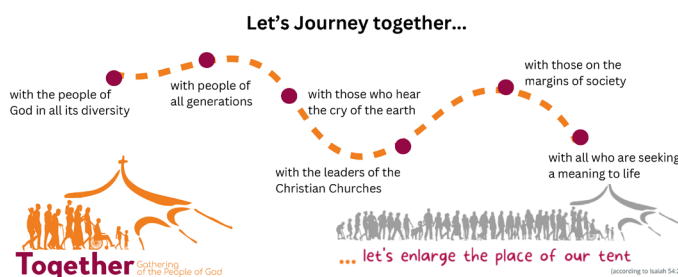 Let's Journey together...
with the people of
God in all its diversity
with people of
all generations
with those who hear
the cry of the earth
with the leaders of the
Christian Churches
with those on the
margins of society
with all who are seeking
a meaning to life
Together
Gathering
of the People of God
... let's enlarge the place of our tent
(according to Isaiah 54:2